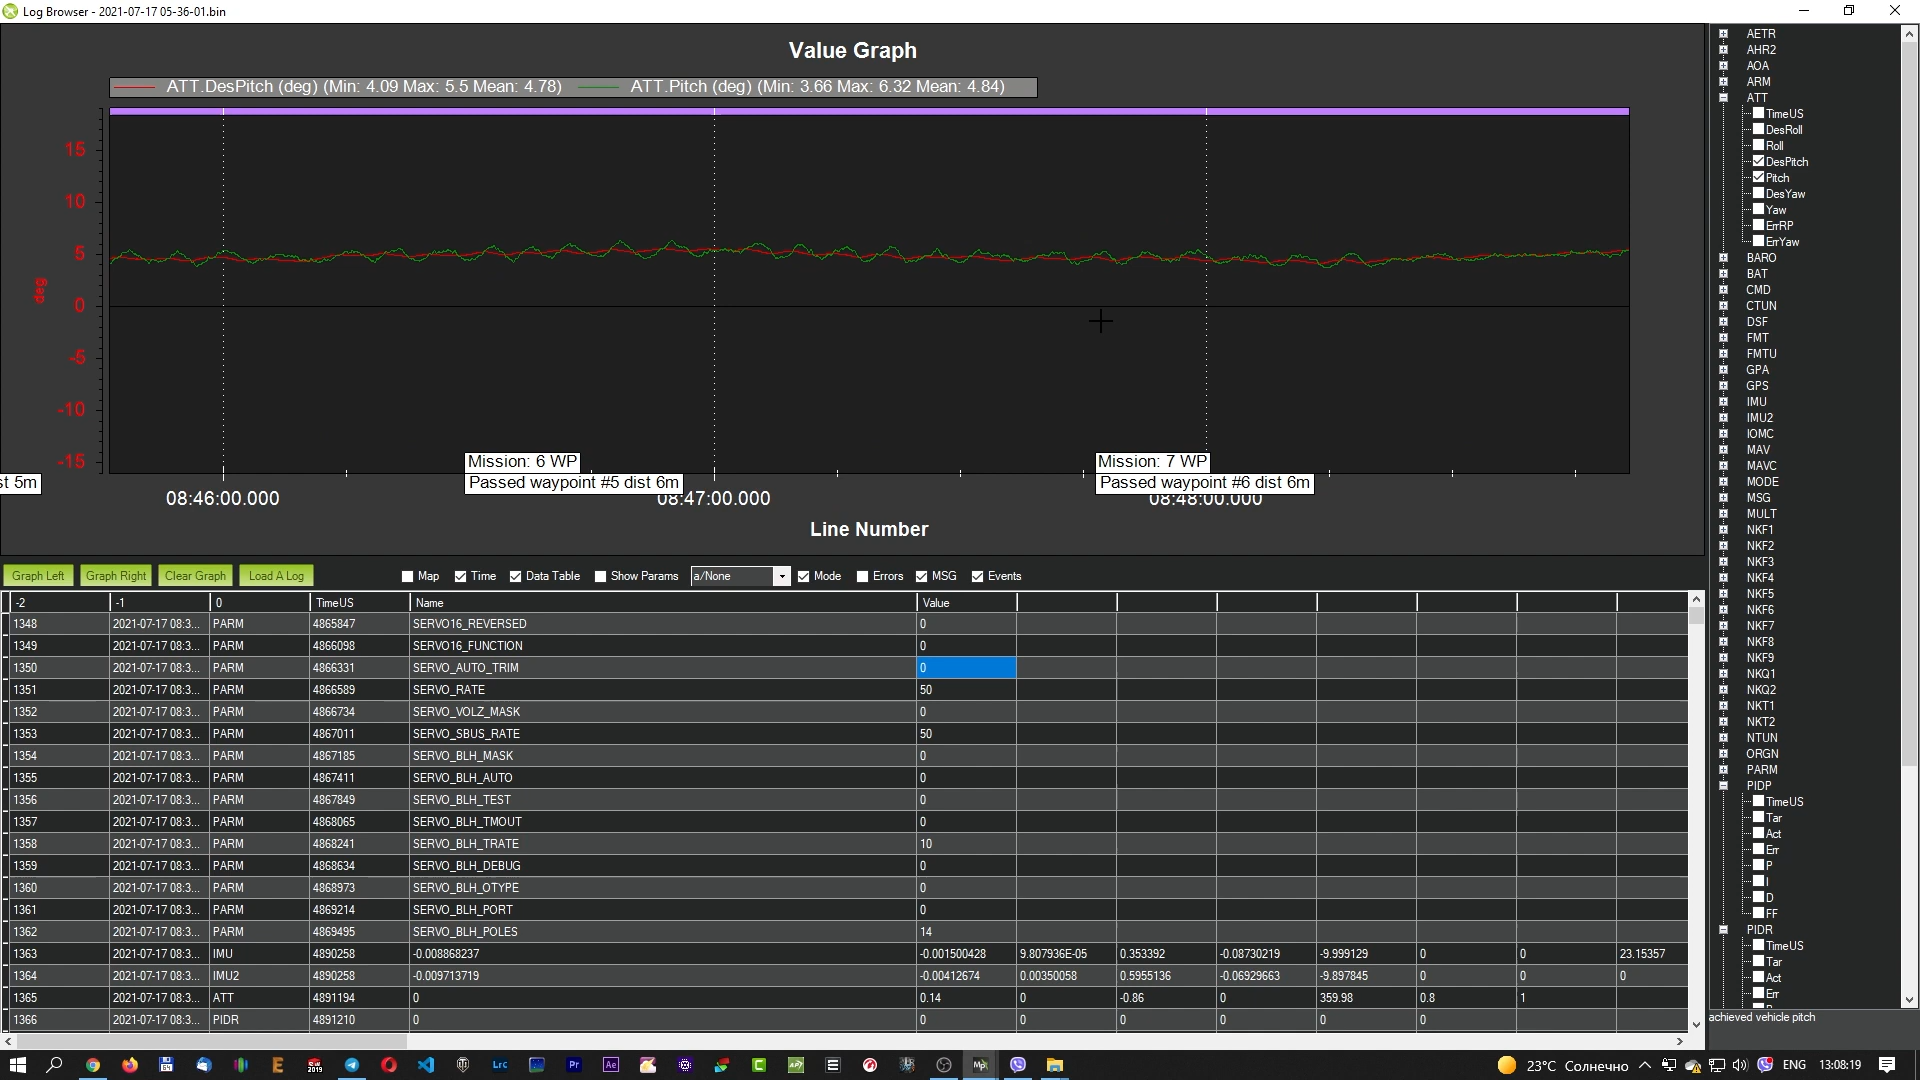 Log Browser - 2021-07-17 05-36-01.bin
Value Graph
ATT.DesPitch (deg) (Min: 4.09 Max: 5.5 Mean: 4.78) ATT.Pitch (deg) (Min: 3.66 Max: 6.32 Mean: 4.84)
15
10
5
0
-5
-10
-15
deg
st 5m
Mission: 6 WP
Passed waypoint #5 dist 6m
Mission: 7 WP
Passed waypoint #6 dist 6m
08:46:00.000 08:47:00.000 08:48:00.000
Line Number
Graph Left Graph Right Clear Graph Load A Log Map Time Data Table Show Params a/None Mode Errors MSG Events
-2 -1 0 TimeUS Name Value
1348 2021-07-17 08:3... PARM 4865847 SERVO16_REVERSED 0
1349 2021-07-17 08:3... PARM 4866098 SERVO16_FUNCTION 0
1350 2021-07-17 08:3... PARM 4866331 SERVO_AUTO_TRIM 0
1351 2021-07-17 08:3... PARM 4866589 SERVO_RATE 50
1352 2021-07-17 08:3... PARM 4866734 SERVO_VOLZ_MASK 0
1353 2021-07-17 08:3... PARM 4867011 SERVO_SBUS_RATE 50
1354 2021-07-17 08:3... PARM 4867185 SERVO_BLH_MASK 0
1355 2021-07-17 08:3... PARM 4867411 SERVO_BLH_AUTO 0
1356 2021-07-17 08:3... PARM 4867849 SERVO_BLH_TEST 0
1357 2021-07-17 08:3... PARM 4868065 SERVO_BLH_TMOUT 0
1358 2021-07-17 08:3... PARM 4868241 SERVO_BLH_TRATE 10
1359 2021-07-17 08:3... PARM 4868634 SERVO_BLH_DEBUG 0
1360 2021-07-17 08:3... PARM 4868973 SERVO_BLH_OTYPE 0
1361 2021-07-17 08:3... PARM 4869214 SERVO_BLH_PORT 0
1362 2021-07-17 08:3... PARM 4869495 SERVO_BLH_POLES 14
1363 2021-07-17 08:3... IMU 4890258 -0.008868237 -0.001500428 9.807936E-05 0.353392 -0.08730219 -9.999129 0 0 23.15357
1364 2021-07-17 08:3... IMU2 4890258 -0.009713719 -0.00412674 0.00350058 0.5955136 -0.06929663 -9.897845 0 0 0
1365 2021-07-17 08:3... ATT 4891194 0 0.14 0 -0.86 0 359.98 0.8 1
1366 2021-07-17 08:3... PIDR 4891210 0 0 0 0 0 0 0
AETR
AHR2
AOA
ARM
ATT
TimeUS
DesRoll
Roll
DesPitch
Pitch
DesYaw
Yaw
ErrRP
ErrYaw
BARO
BAT
CMD
CTUN
DSF
FMT
FMTU
GPA
GPS
IMU
IMU2
IOMC
MAV
MAVC
MODE
MSG
MULT
NKF1
NKF2
NKF3
NKF4
NKF5
NKF6
NKF7
NKF8
NKF9
NKQ1
NKQ2
NKT1
NKT2
NTUN
ORGN
PARM
PIDP
TimeUS
Tar
Act
Err
P
I
D
FF
PIDR
TimeUS
Tar
Act
Err
achieved vehicle pitch
23°C Солнечно ENG 13:08:19